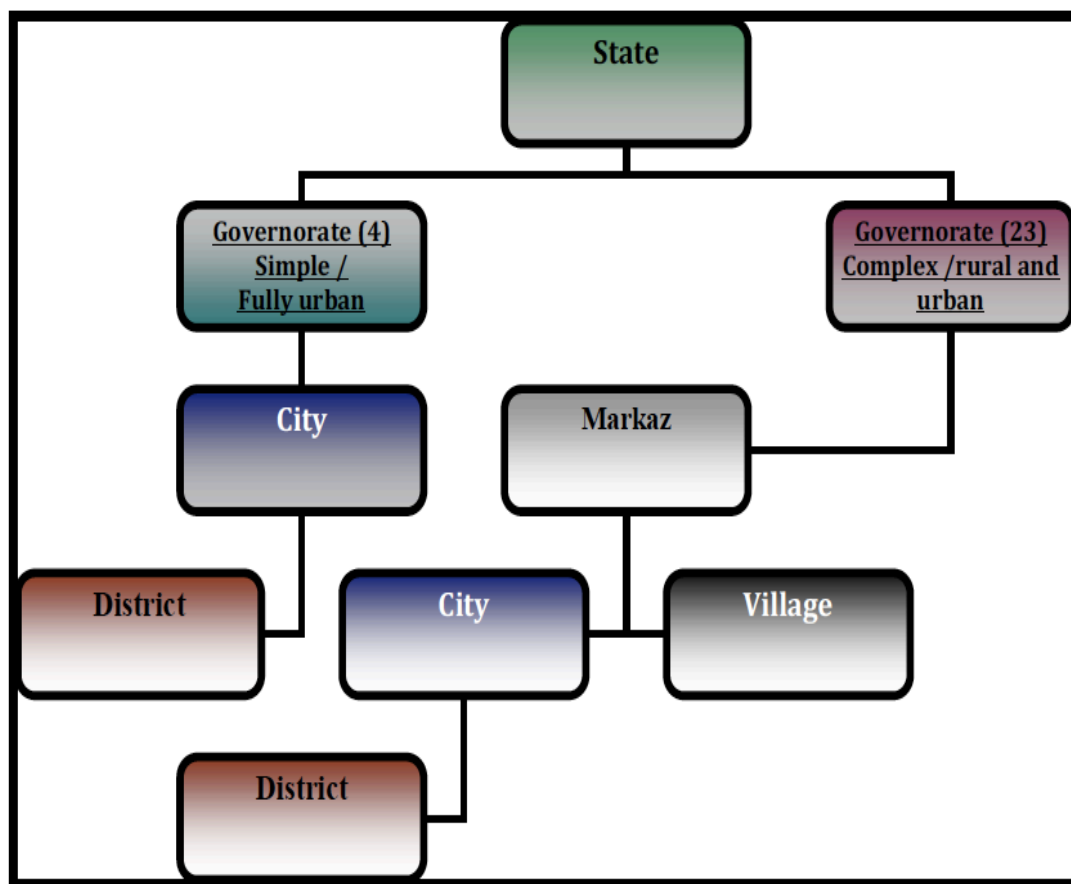 State
Governorate (4)
Simple /
Fully urban
Governorate (23)
Complex /rural and
urban
City
Markaz
District
City
Village
District